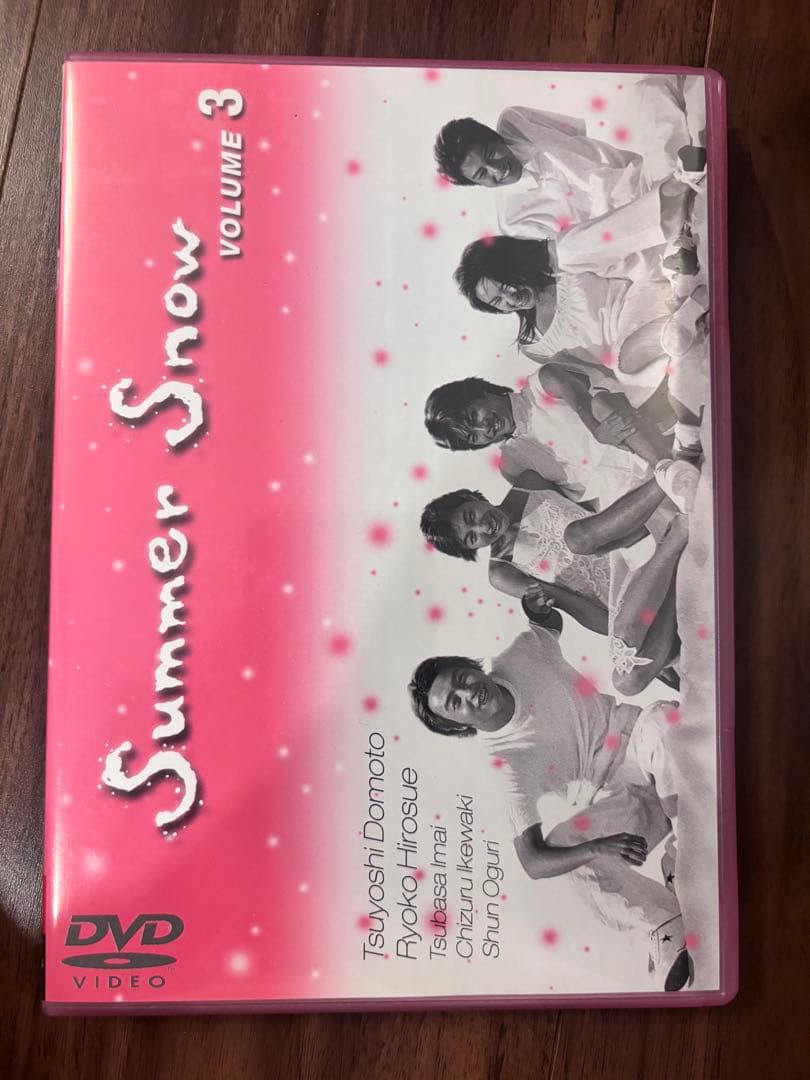 Summer Snow
VOLUME 3
Tsuyoshi Domoto
Ryoko Hirosue
Tsubasa Imai
Chizuru Ikewaki
Shun Oguri
DVD
VIDEO